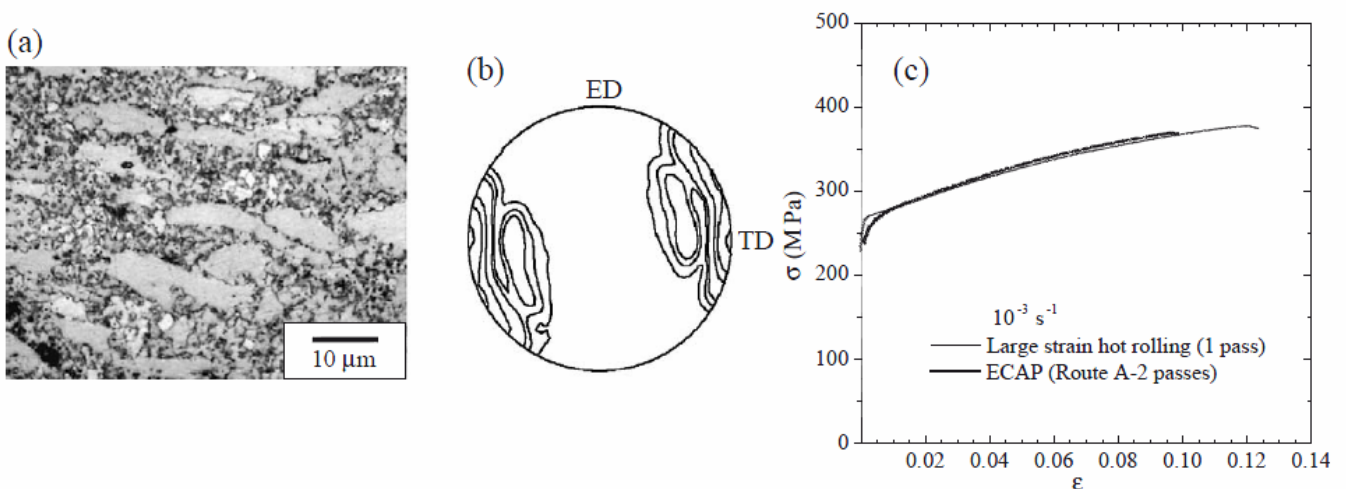 (a)
10 µm
(b)
ED
TD
(c)
σ (MPa)
500
400
300
200
100
0
10⁻³ s⁻¹
Large strain hot rolling (1 pass)
ECAP (Route A-2 passes)
0.02 0.04 0.06 0.08 0.10 0.12 0.14
ε